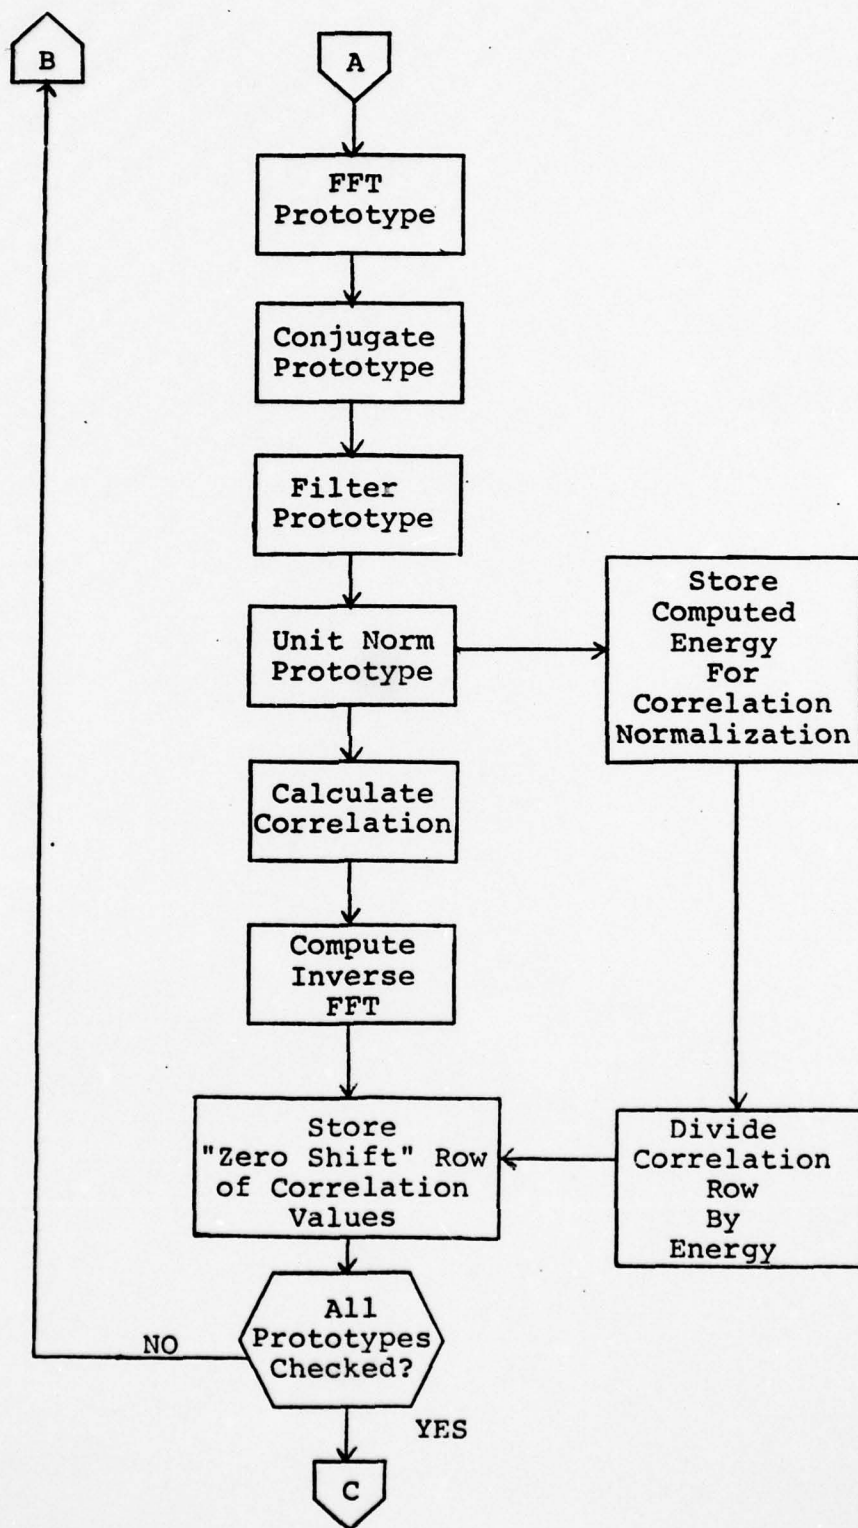 B
A
FFT
Prototype
Conjugate
Prototype
Filter
Prototype
Unit Norm
Prototype
Store
Computed
Energy
For
Correlation
Normalization
Calculate
Correlation
Compute
Inverse
FFT
Store
"Zero Shift" Row
of Correlation
Values
Divide
Correlation
Row
By
Energy
All
Prototypes
Checked?
NO
YES
C